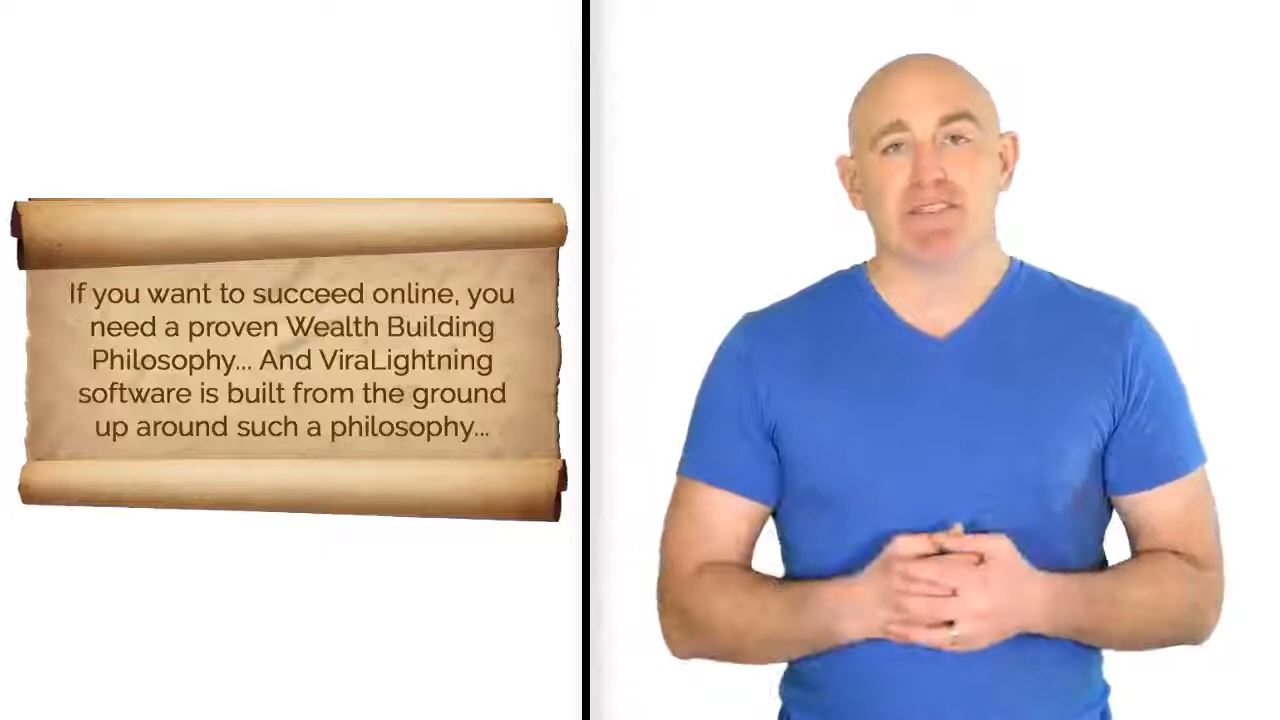 If you want to succeed online, you
need a proven Wealth Building
Philosophy... And ViraLightning
software is built from the ground
up around such a philosophy...